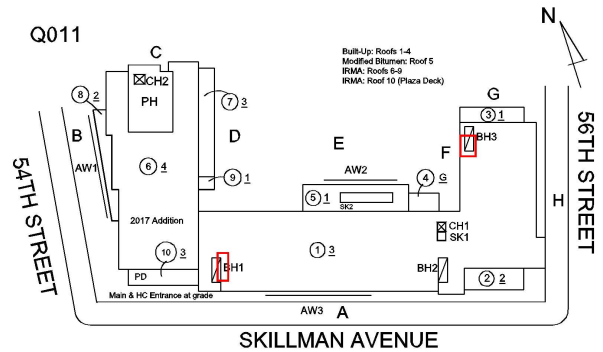 Q011
N
Built-Up: Roofs 1-4
Modified Bitumen: Roof 5
IRMA: Roofs 6-9
IRMA: Roof 10 (Plaza Deck)
C
CH2
PH
8 2
7 3
B
D
AW1
6 4
9 1
2017 Addition
E
AW2
5 1
SK2
4 G
F
G
3 1
BH3
H
54TH STREET
56TH STREET
CH1
SK1
1 3
10 3
PD
BH1
BH2
2 2
Main & HC Entrance at grade
AW3
A
SKILLMAN AVENUE